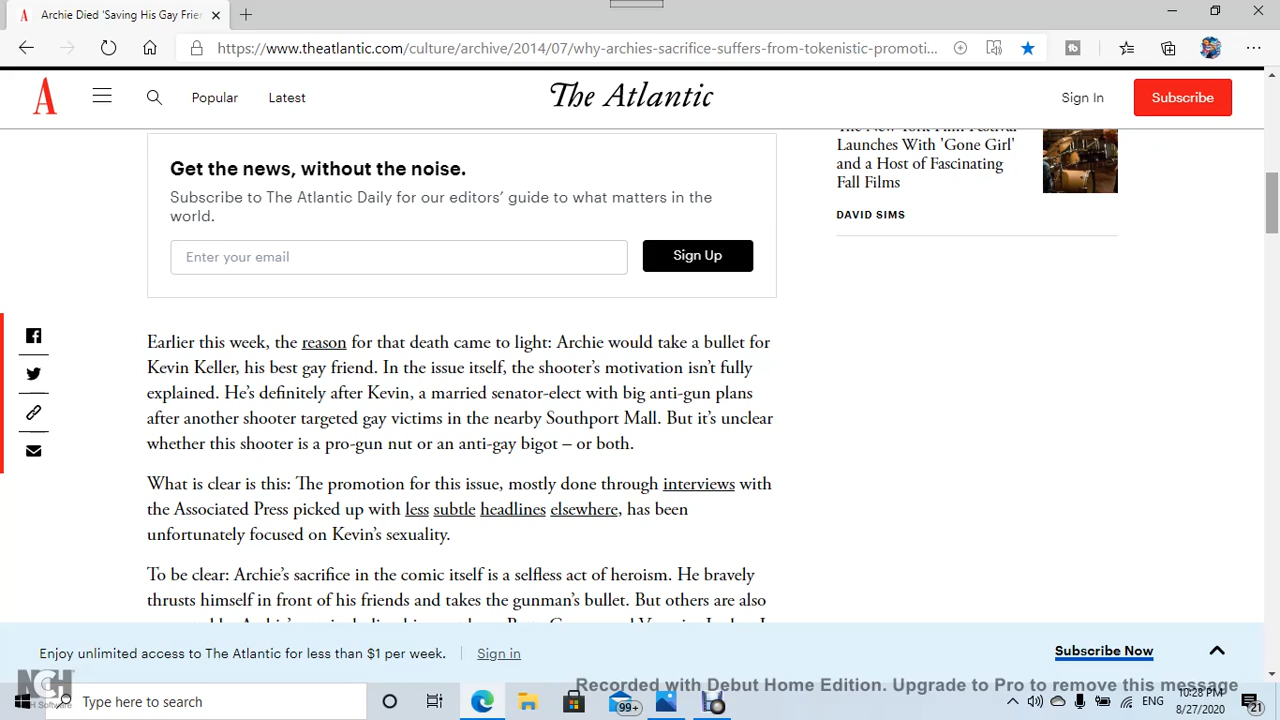 Archie Died 'Saving His Gay Frie
https://www.theatlantic.com/culture/archive/2014/07/why-archies-sacrifice-suffers-from-tokenistic-promoti...
A
Popular
Latest
The Atlantic
Sign In
Subscribe
The New York Film Festival
Launches With 'Gone Girl'
and a Host of Fascinating
Fall Films
DAVID SIMS
Get the news, without the noise.
Subscribe to The Atlantic Daily for our editors' guide to what matters in the
world.
Enter your email
Sign Up
Earlier this week, the reason for that death came to light: Archie would take a bullet for
Kevin Keller, his best gay friend. In the issue itself, the shooter's motivation isn't fully
explained. He's definitely after Kevin, a married senator-elect with big anti-gun plans
after another shooter targeted gay victims in the nearby Southport Mall. But it's unclear
whether this shooter is a pro-gun nut or an anti-gay bigot – or both.
What is clear is this: The promotion for this issue, mostly done through interviews with
the Associated Press picked up with less subtle headlines elsewhere, has been
unfortunately focused on Kevin's sexuality.
To be clear: Archie's sacrifice in the comic itself is a selfless act of heroism. He bravely
thrusts himself in front of his friends and takes the gunman's bullet. But others are also
Enjoy unlimited access to The Atlantic for less than $1 per week.
Sign in
Subscribe Now
NCH
Software
Type here to search
99+
Recorded with Debut Home Edition. Upgrade to Pro to remove this message
ENG
10:28 PM
8/27/2020
21